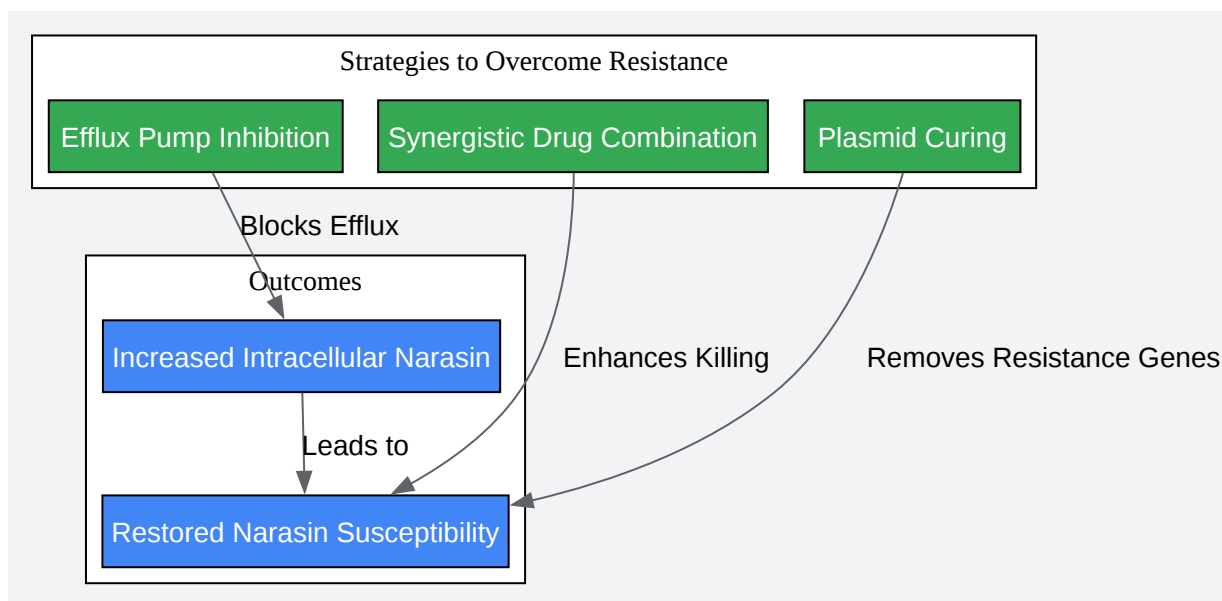 Strategies to Overcome Resistance
Efflux Pump Inhibition
Synergistic Drug Combination
Plasmid Curing
Blocks Efflux
Outcomes
Increased Intracellular Narasin
Enhances Killing
Removes Resistance Genes
Leads to
Restored Narasin Susceptibility